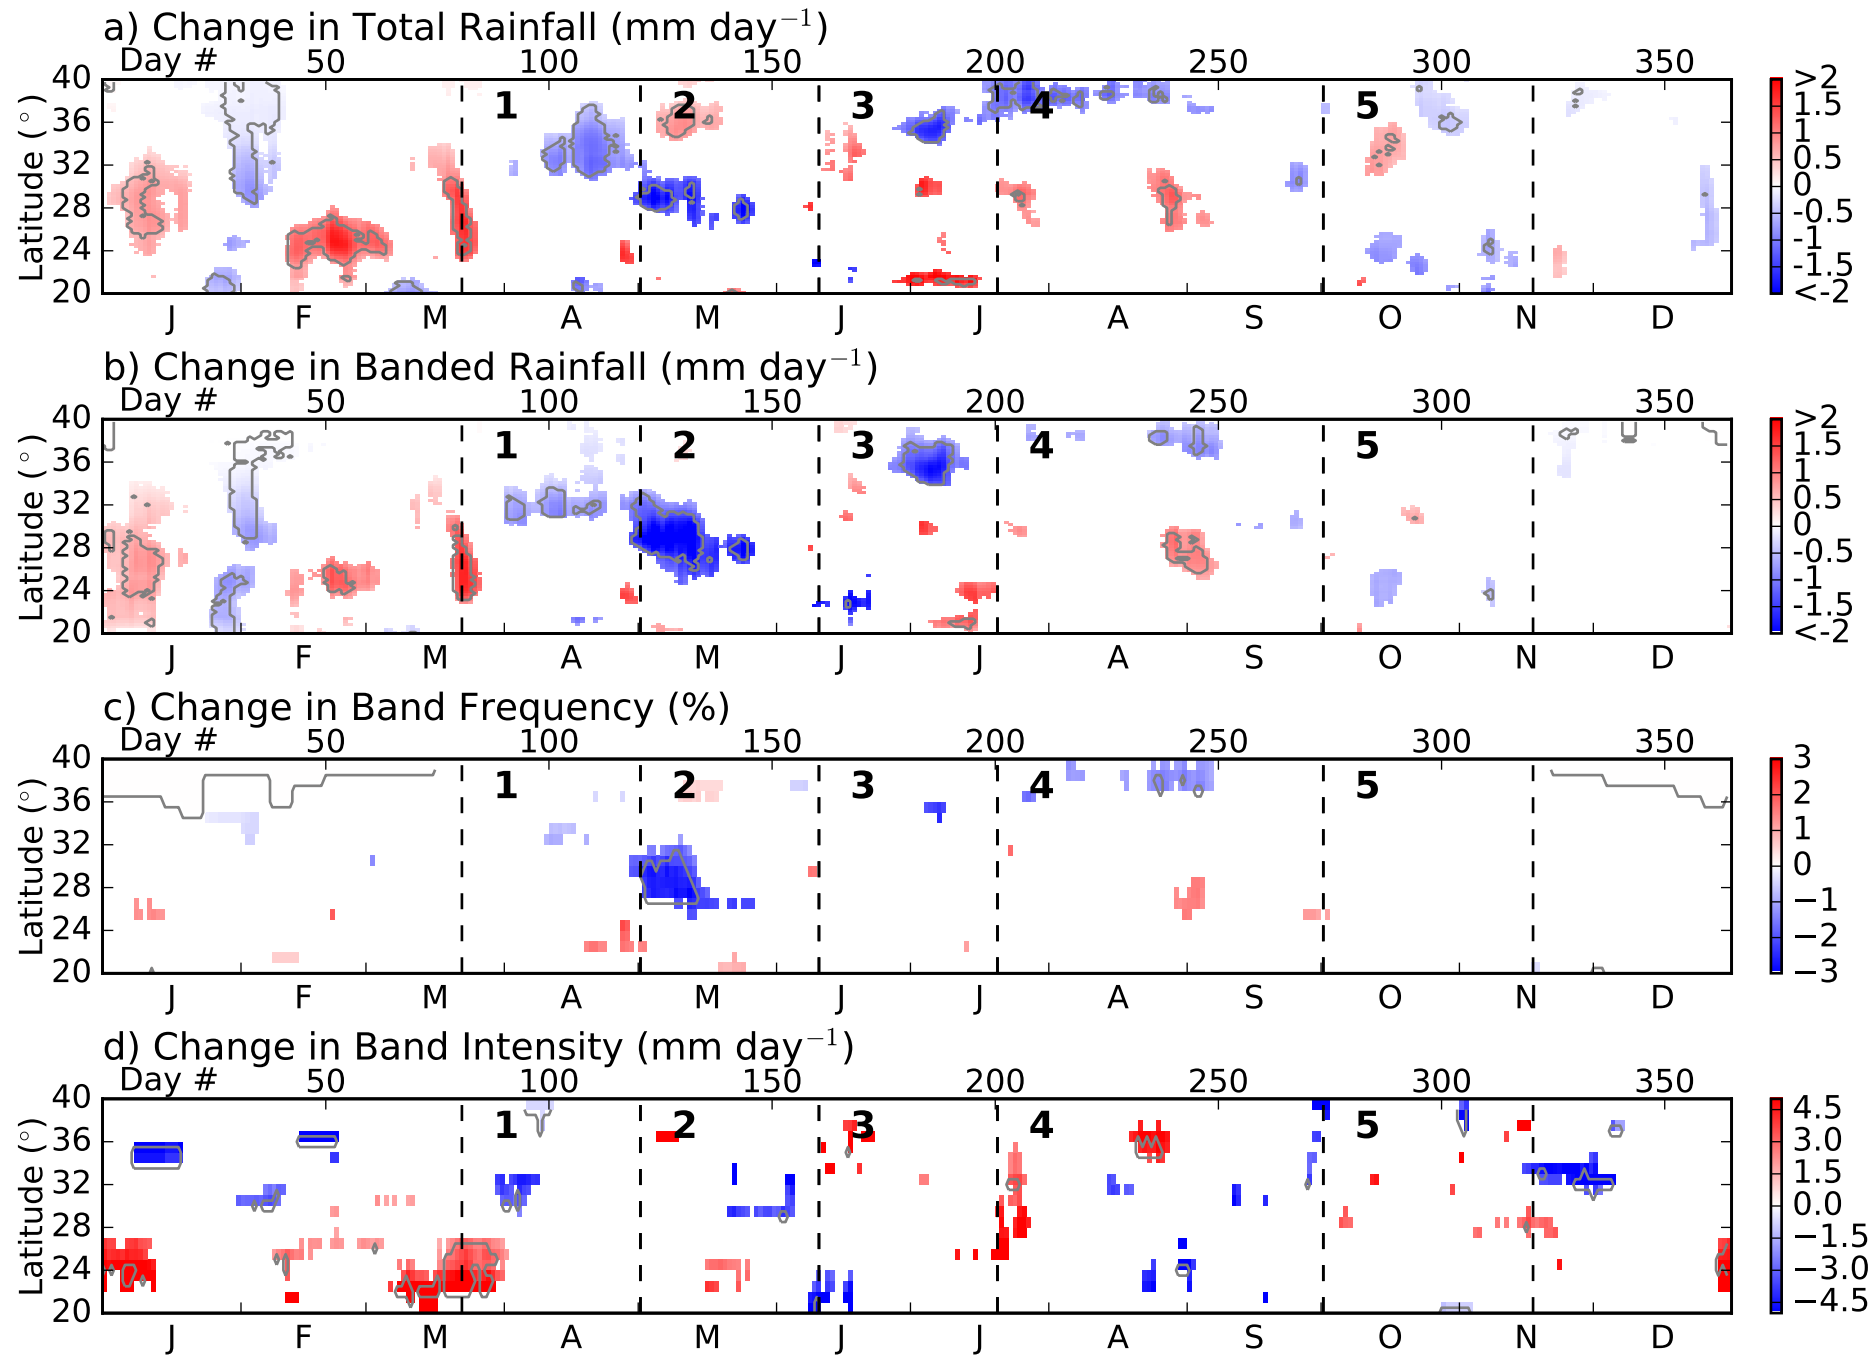 a) Change in Total Rainfall (mm day⁻¹)
Day # 50 100 150 200 250 300 350
40 36 32 28 24 20
Latitude (°)
1 2 3 4 5
J F M A M J J A S O N D
>2 1.5 1 0.5 0 -0.5 -1 -1.5 <-2
b) Change in Banded Rainfall (mm day⁻¹)
Day # 50 100 150 200 250 300 350
40 36 32 28 24 20
Latitude (°)
1 2 3 4 5
J F M A M J J A S O N D
>2 1.5 1 0.5 0 -0.5 -1 -1.5 <-2
c) Change in Band Frequency (%)
Day # 50 100 150 200 250 300 350
40 36 32 28 24 20
Latitude (°)
1 2 3 4 5
J F M A M J J A S O N D
3 2 1 0 −1 −2 −3
d) Change in Band Intensity (mm day⁻¹)
Day # 50 100 150 200 250 300 350
40 36 32 28 24 20
Latitude (°)
1 2 3 4 5
J F M A M J J A S O N D
4.5 3.0 1.5 0.0 −1.5 −3.0 −4.5